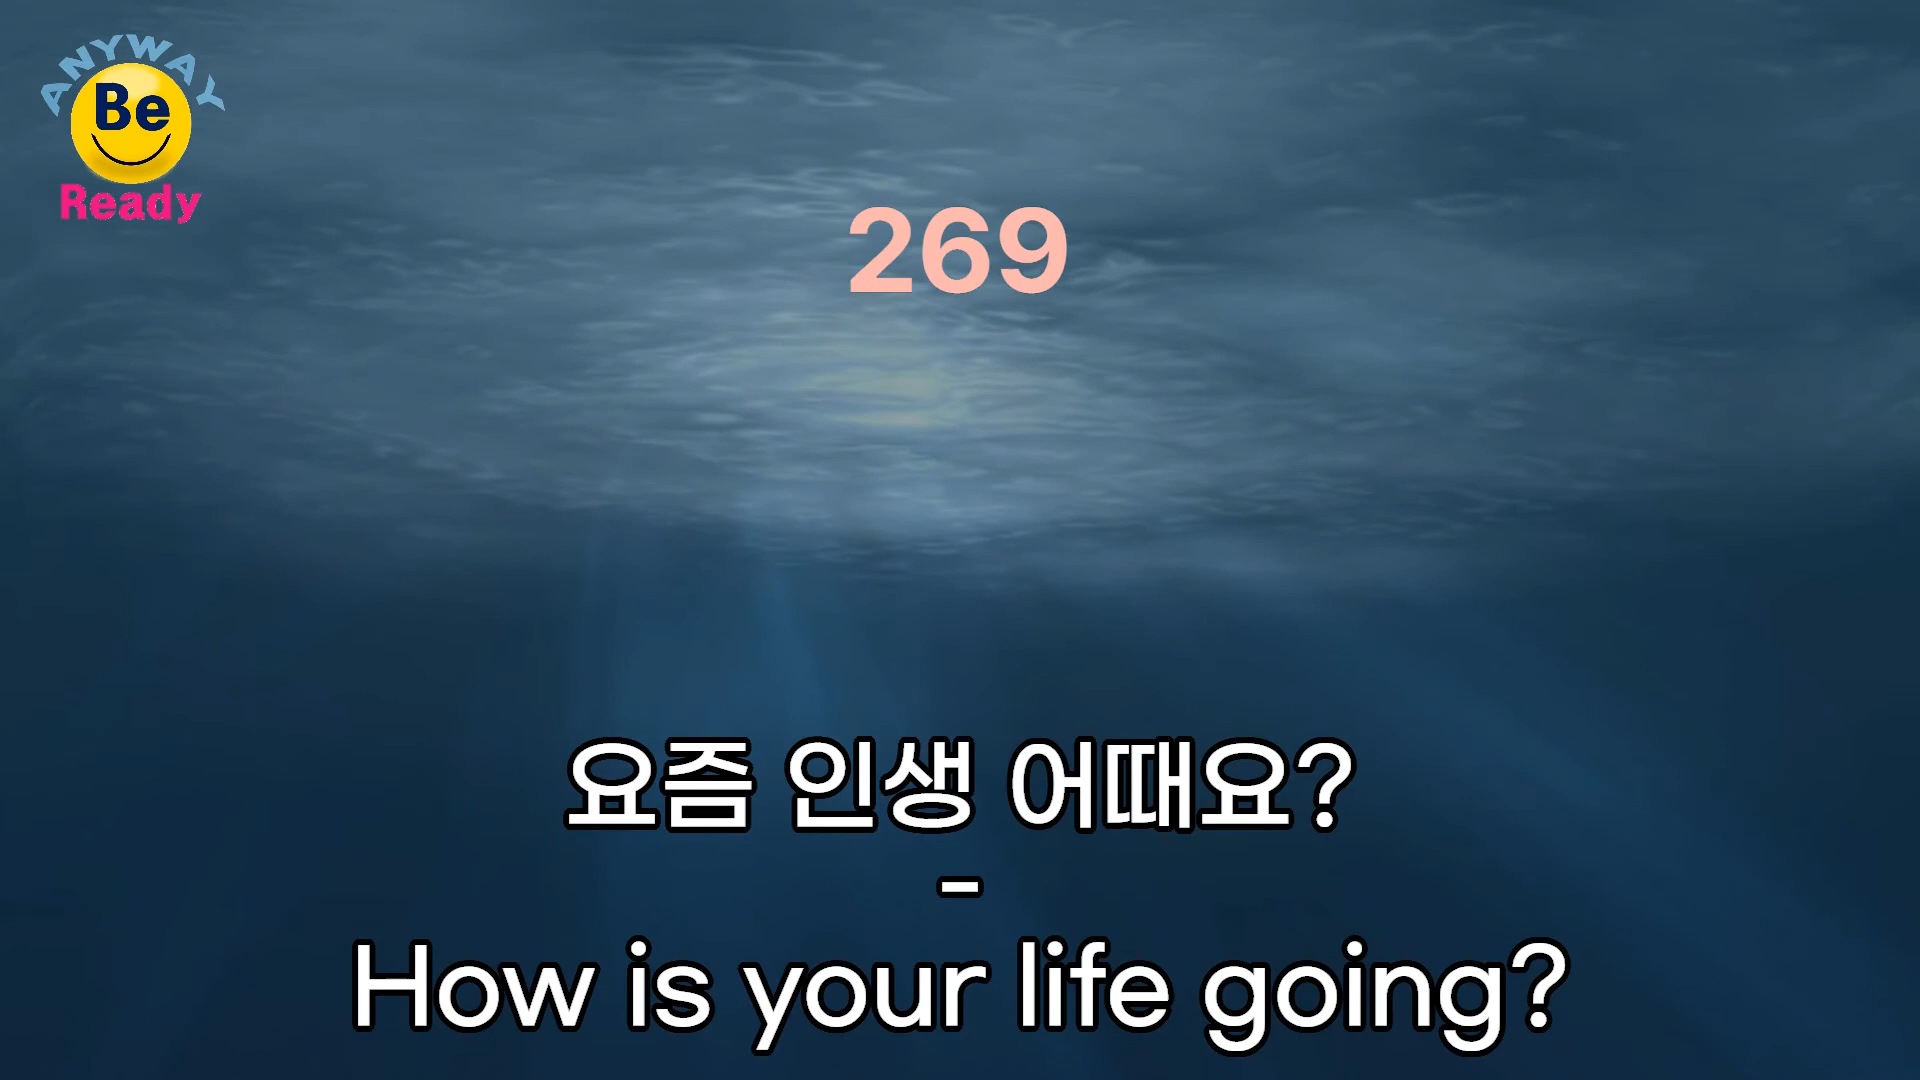 ANYWAY
Be
Ready
269
요즘 인생 어때요?
-
How is your life going?